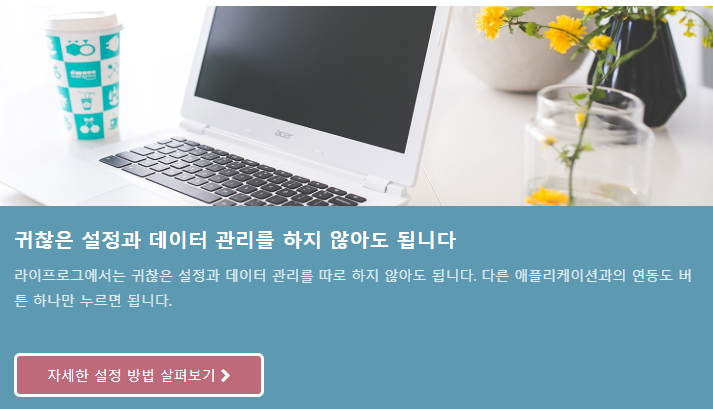 acer
귀찮은 설정과 데이터 관리를 하지 않아도 됩니다
라이프로그에서는 귀찮은 설정과 데이터 관리를 따로 하지 않아도 됩니다. 다른 애플리케이션과의 연동도 버
튼 하나만 누르면 됩니다.
자세한 설정 방법 살펴보기